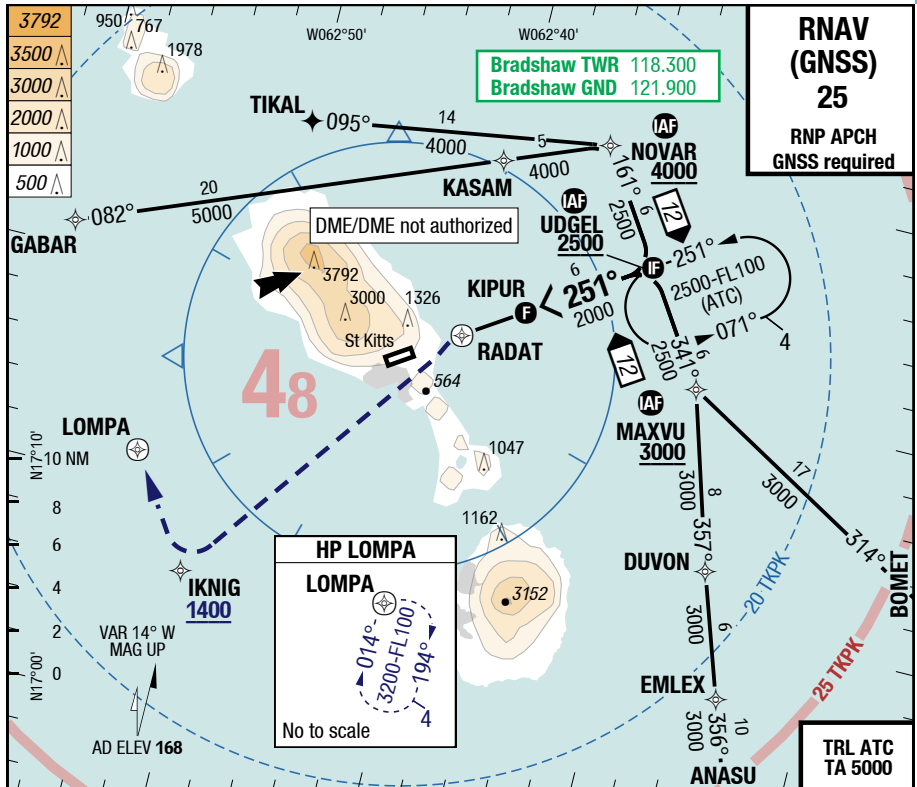 3792
3500
3000
2000
1000
500
950
767
1978
W062°50'
W062°40'
Bradshaw TWR 118.300
Bradshaw GND 121.900
RNAV
(GNSS)
25
RNP APCH
GNSS required
TIKAL
095°
14
4000
5
4000
IAF
NOVAR
4000
KASAM
20
5000
082°
GABAR
161°
6
2500
12
IAF
UDGEL
2500
DME/DME not authorized
IF
251°
2500-FL100
(ATC)
071°
4
KIPUR
F
6
251°
2000
3792
3000
1326
St Kitts
RADAT
564
48
2500
341°
6
12
IAF
MAXVU
3000
LOMPA
N17°10'
10 NM
8
6
4
2
0
N17°00'
1047
1162
3152
8
3000
357°
17
3000
314°
BOMET
DUVON
6
3000
EMLEX
10
356°
3000
ANASU
20 TKPK
25 TKPK
IKNIG
1400
HP LOMPA
LOMPA
014°
3200-FL100
194°
4
No to scale
VAR 14° W
MAG UP
AD ELEV 168
TRL ATC
TA 5000